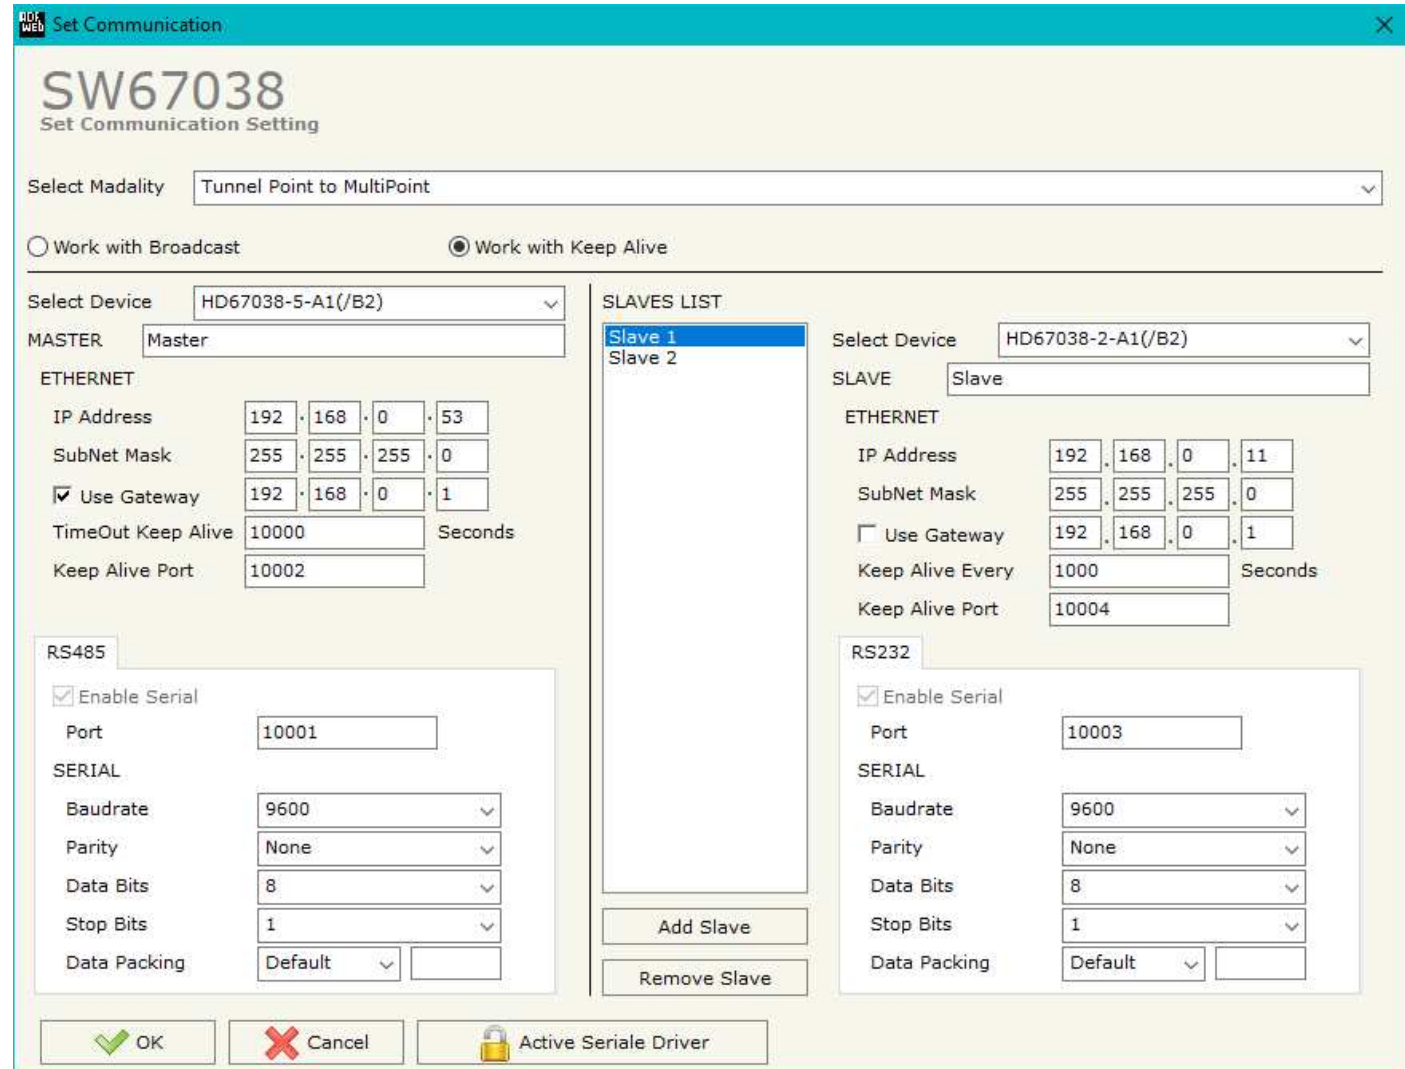 ADF WEB Set Communication
SW67038
Set Communication Setting
Select Madality Tunnel Point to MultiPoint
Work with Broadcast Work with Keep Alive
Select Device HD67038-5-A1(/B2)
MASTER Master
ETHERNET
IP Address 192 . 168 . 0 . 53
SubNet Mask 255 . 255 . 255 . 0
Use Gateway 192 . 168 . 0 . 1
TimeOut Keep Alive 10000 Seconds
Keep Alive Port 10002
RS485
Enable Serial
Port 10001
SERIAL
Baudrate 9600
Parity None
Data Bits 8
Stop Bits 1
Data Packing Default
SLAVES LIST
Slave 1
Slave 2
Add Slave
Remove Slave
Select Device HD67038-2-A1(/B2)
SLAVE Slave
ETHERNET
IP Address 192 . 168 . 0 . 11
SubNet Mask 255 . 255 . 255 . 0
Use Gateway 192 . 168 . 0 . 1
Keep Alive Every 1000 Seconds
Keep Alive Port 10004
RS232
Enable Serial
Port 10003
SERIAL
Baudrate 9600
Parity None
Data Bits 8
Stop Bits 1
Data Packing Default
OK Cancel Active Seriale Driver